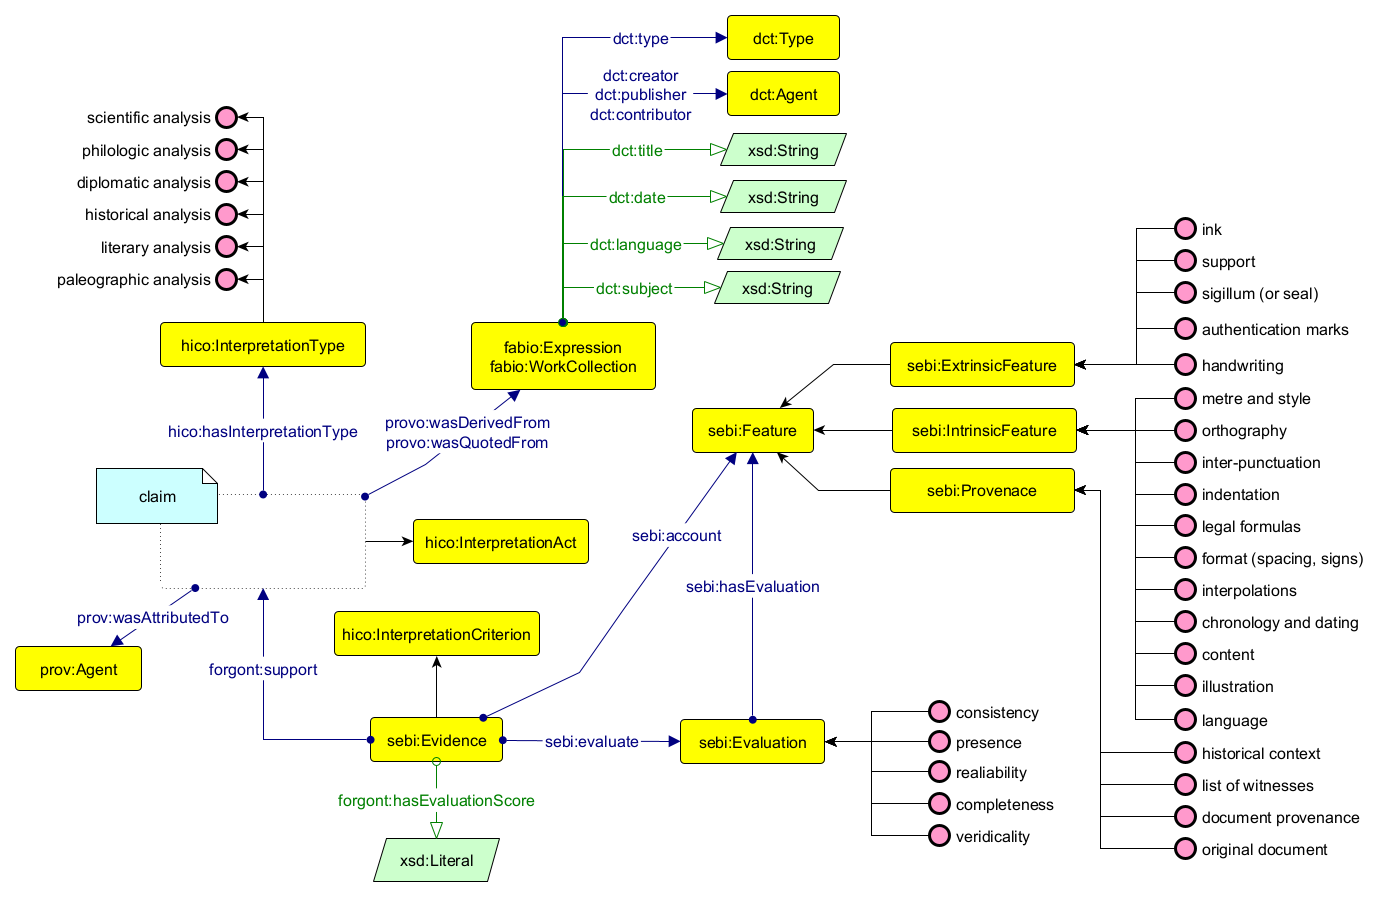 dct:type
dct:Type
dct:creator
dct:publisher
dct:contributor
dct:Agent
dct:title
xsd:String
dct:date
xsd:String
dct:language
xsd:String
dct:subject
xsd:String
scientific analysis
philologic analysis
diplomatic analysis
historical analysis
literary analysis
paleographic analysis
hico:InterpretationType
fabio:Expression
fabio:WorkCollection
hico:hasInterpretationType
provo:wasDerivedFrom
provo:wasQuotedFrom
claim
hico:InterpretationAct
prov:wasAttributedTo
prov:Agent
forgont:support
hico:InterpretationCriterion
sebi:Evidence
forgont:hasEvaluationScore
xsd:Literal
sebi:account
sebi:hasEvaluation
sebi:evaluate
sebi:Evaluation
consistency
presence
realiability
completeness
veridicality
sebi:Feature
sebi:ExtrinsicFeature
sebi:IntrinsicFeature
sebi:Provenace
ink
support
sigillum (or seal)
authentication marks
handwriting
metre and style
orthography
inter-punctuation
indentation
legal formulas
format (spacing, signs)
interpolations
chronology and dating
content
illustration
language
historical context
list of witnesses
document provenance
original document